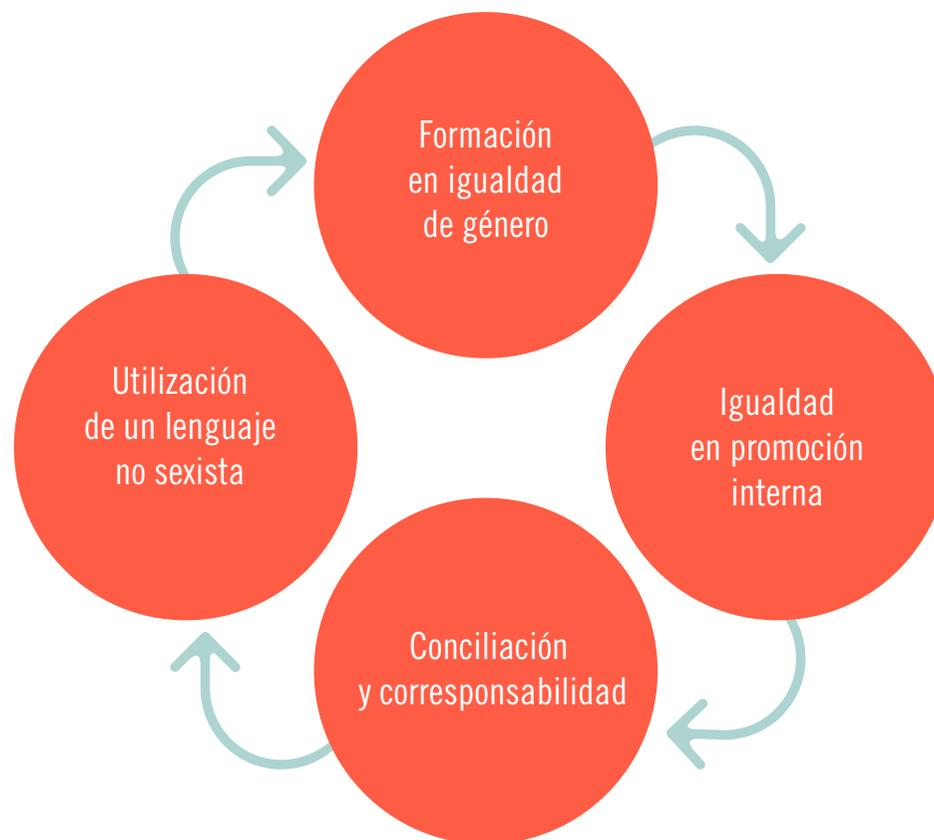 Formación
en igualdad
de género
Igualdad
en promoción
interna
Conciliación
y corresponsabilidad
Utilización
de un lenguaje
no sexista